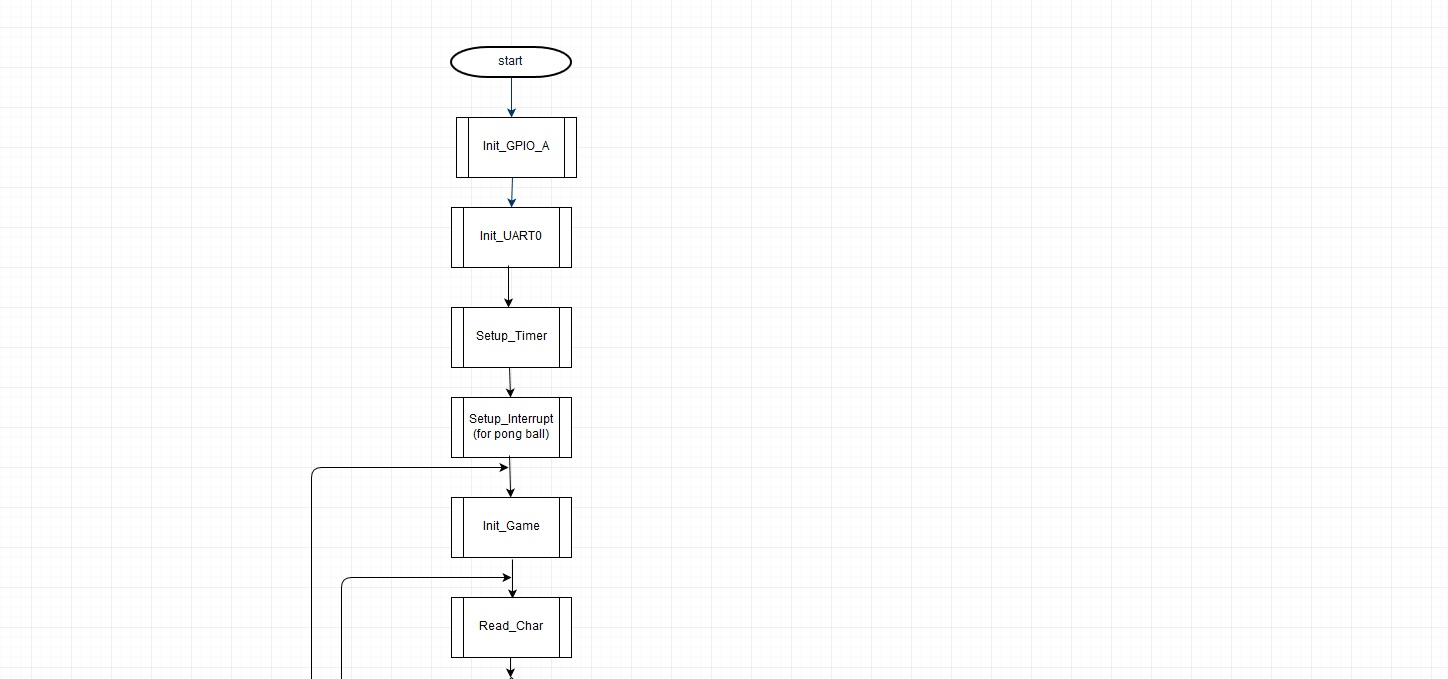 start
Init_GPIO_A
Init_UART0
Setup_Timer
Setup_Interrupt
(for pong ball)
Init_Game
Read_Char